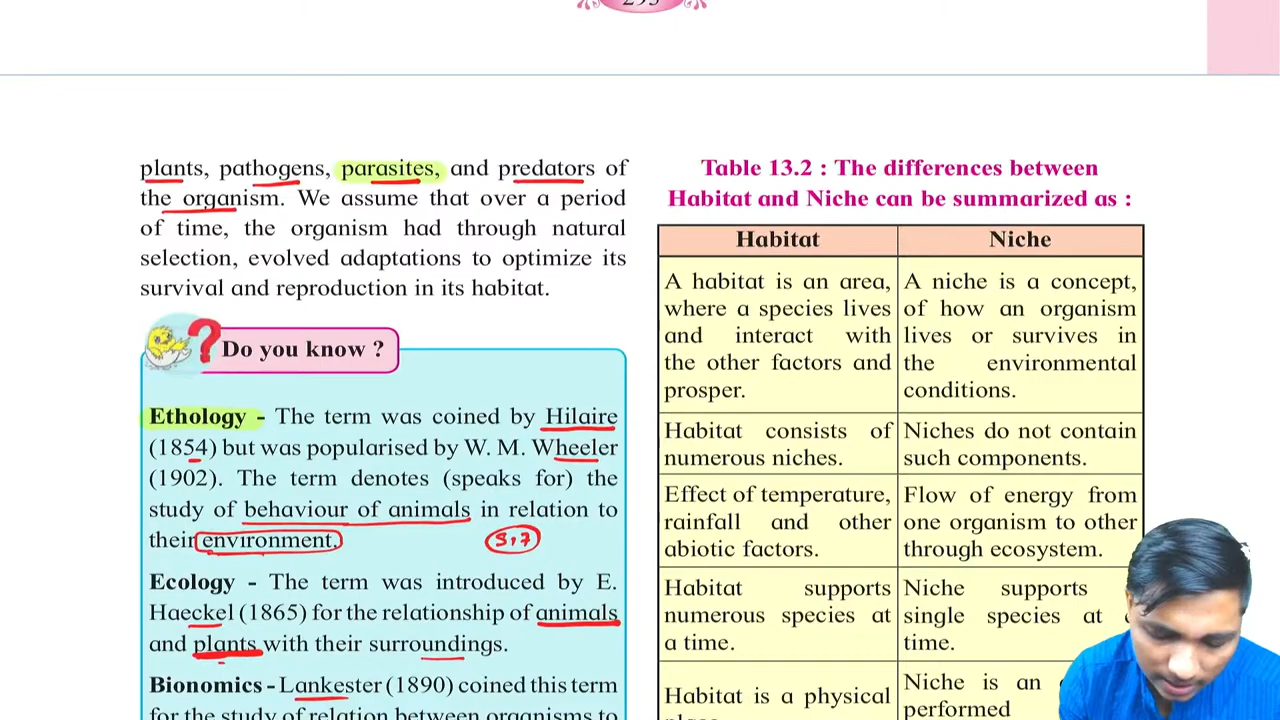 plants, pathogens, parasites, and predators of
the organism. We assume that over a period
of time, the organism had through natural
selection, evolved adaptations to optimize its
survival and reproduction in its habitat.
Do you know ?
Ethology - The term was coined by Hilaire
(1854) but was popularised by W. M. Wheeler
(1902). The term denotes (speaks for) the
study of behaviour of animals in relation to
their environment.
Ecology - The term was introduced by E.
Haeckel (1865) for the relationship of animals
and plants with their surroundings.
Bionomics - Lankester (1890) coined this term
for the study of relation between organisms to
Table 13.2 : The differences between
Habitat and Niche can be summarized as :
Habitat
Niche
A habitat is an area,
where a species lives
and interact with
the other factors and
prosper.
A niche is a concept,
of how an organism
lives or survives in
the environmental
conditions.
Habitat consists of
numerous niches.
Niches do not contain
such components.
Effect of temperature,
rainfall and other
abiotic factors.
Flow of energy from
one organism to other
through ecosystem.
Habitat supports
numerous species at
a time.
Niche supports
single species at
time.
Habitat is a physical
Niche is an
performed